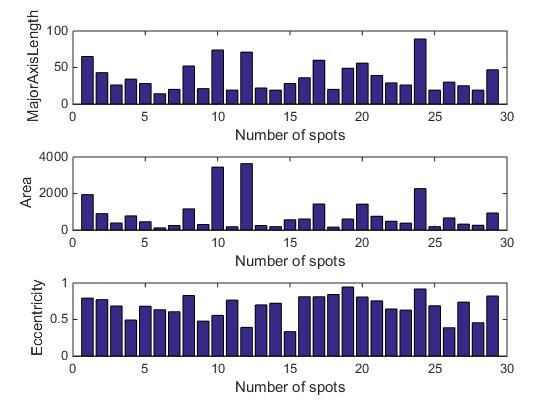 MajorAxisLength
100
50
0
0 5 10 15 20 25 30
Number of spots
Area
4000
2000
0
0 5 10 15 20 25 30
Number of spots
Eccentricity
1
0.5
0
0 5 10 15 20 25 30
Number of spots